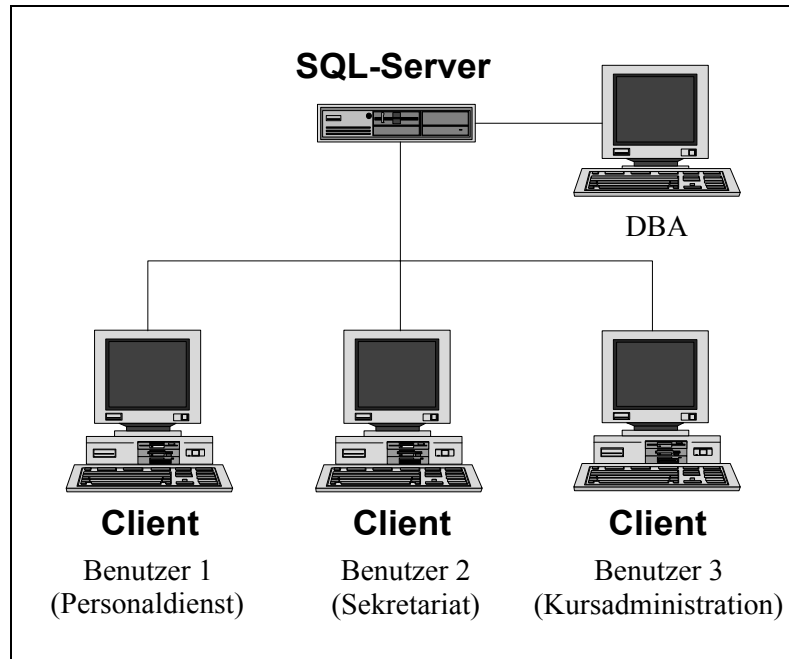 SQL-Server
DBA
Client
Benutzer 1
(Personaldienst)
Client
Benutzer 2
(Sekretariat)
Client
Benutzer 3
(Kursadministration)